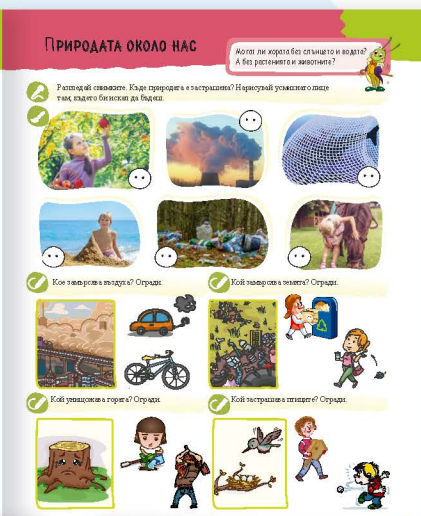 ПРИРОДАТА ОКОЛО НАС
Могат ли хората без слънцето и водата?
А без растенията и животните?
Разгледай снимките. Къде природата е застрашена? Нарисувай усмихнато лице
там, където би искал да бъдеш.
Кое замърсява въздуха? Огради.
Кой замърсява земята? Огради.
Кой унищожава гората? Огради.
Кой застрашава птиците? Огради.